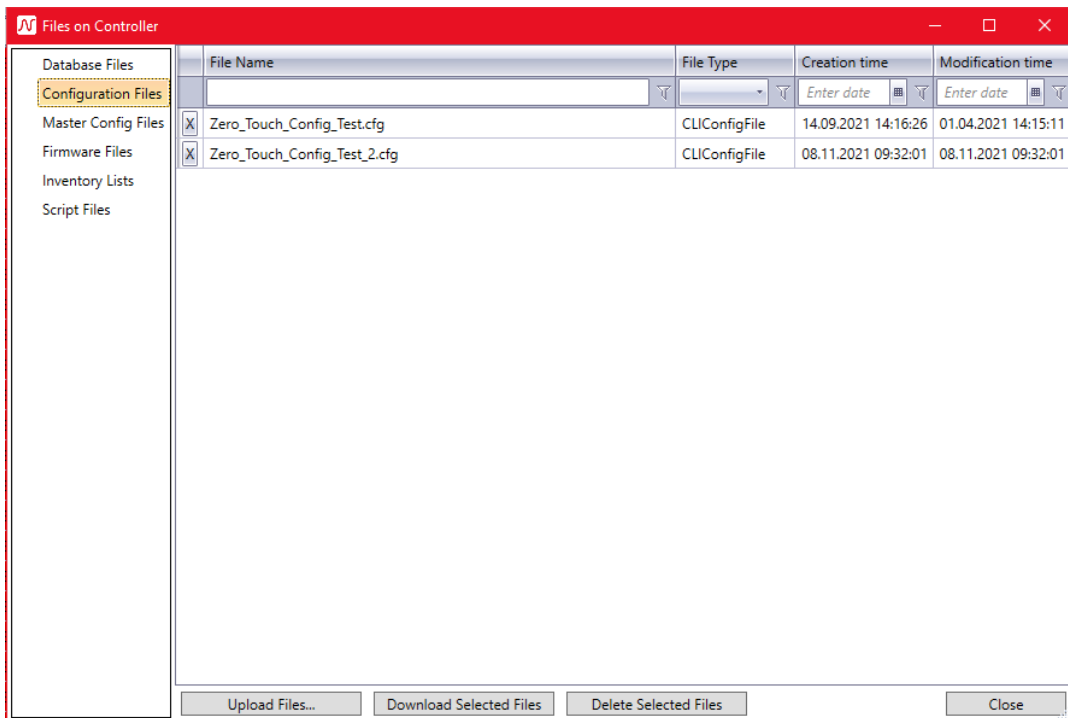 Files on Controller
Database Files
Configuration Files
Master Config Files
Firmware Files
Inventory Lists
Script Files
File Name File Type Creation time Modification time
Enter date Enter date
X Zero_Touch_Config_Test.cfg CLIConfigFile 14.09.2021 14:16:26 01.04.2021 14:15:11
X Zero_Touch_Config_Test_2.cfg CLIConfigFile 08.11.2021 09:32:01 08.11.2021 09:32:01
Upload Files... Download Selected Files Delete Selected Files Close